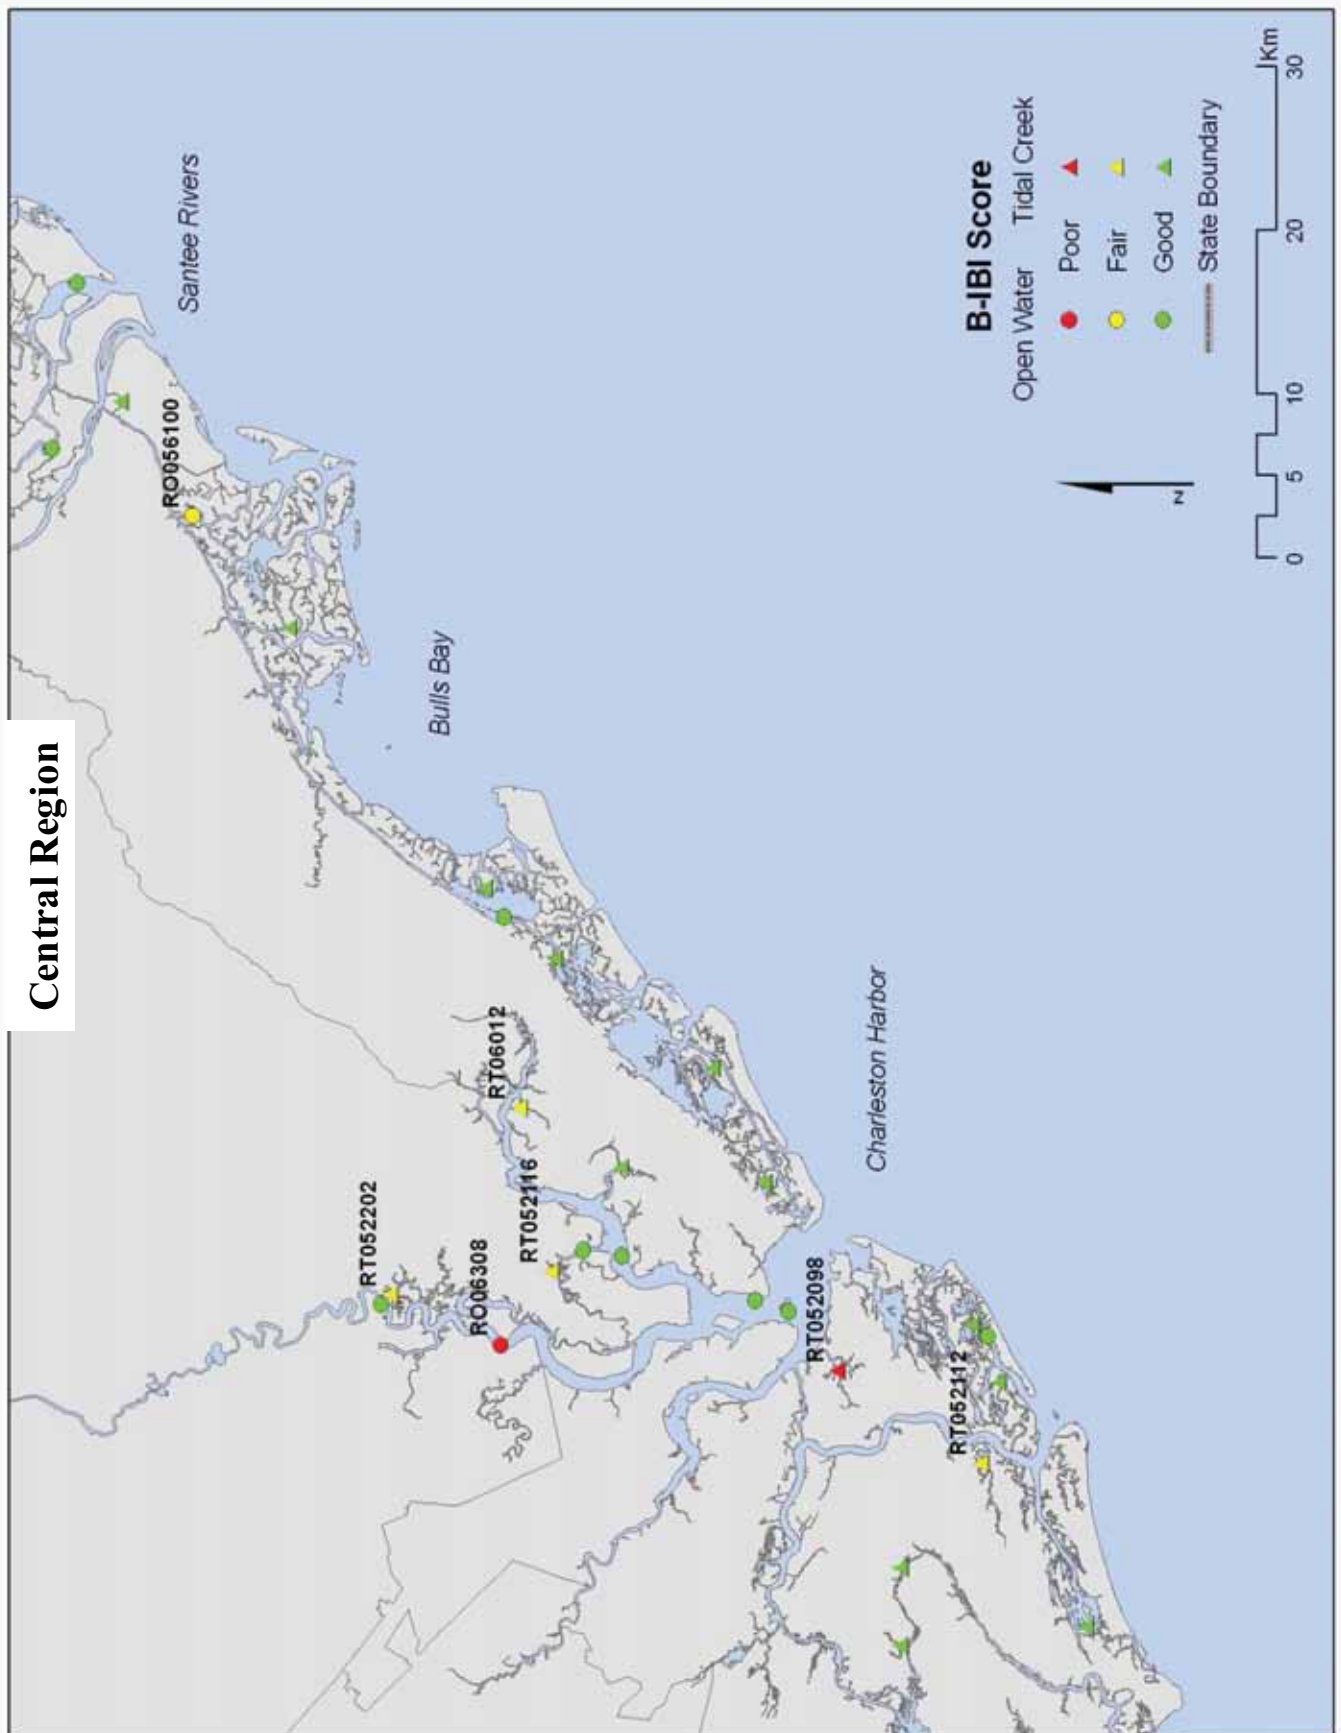 Central Region
Santee Rivers
RO056100
Bulls Bay
RT06012
RT052116
RT052202
RO06308
Charleston Harbor
RT052098
RT052112
B-IBI Score
Open Water Tidal Creek
Poor
Fair
Good
State Boundary
N
0 5 10 20 30
Km